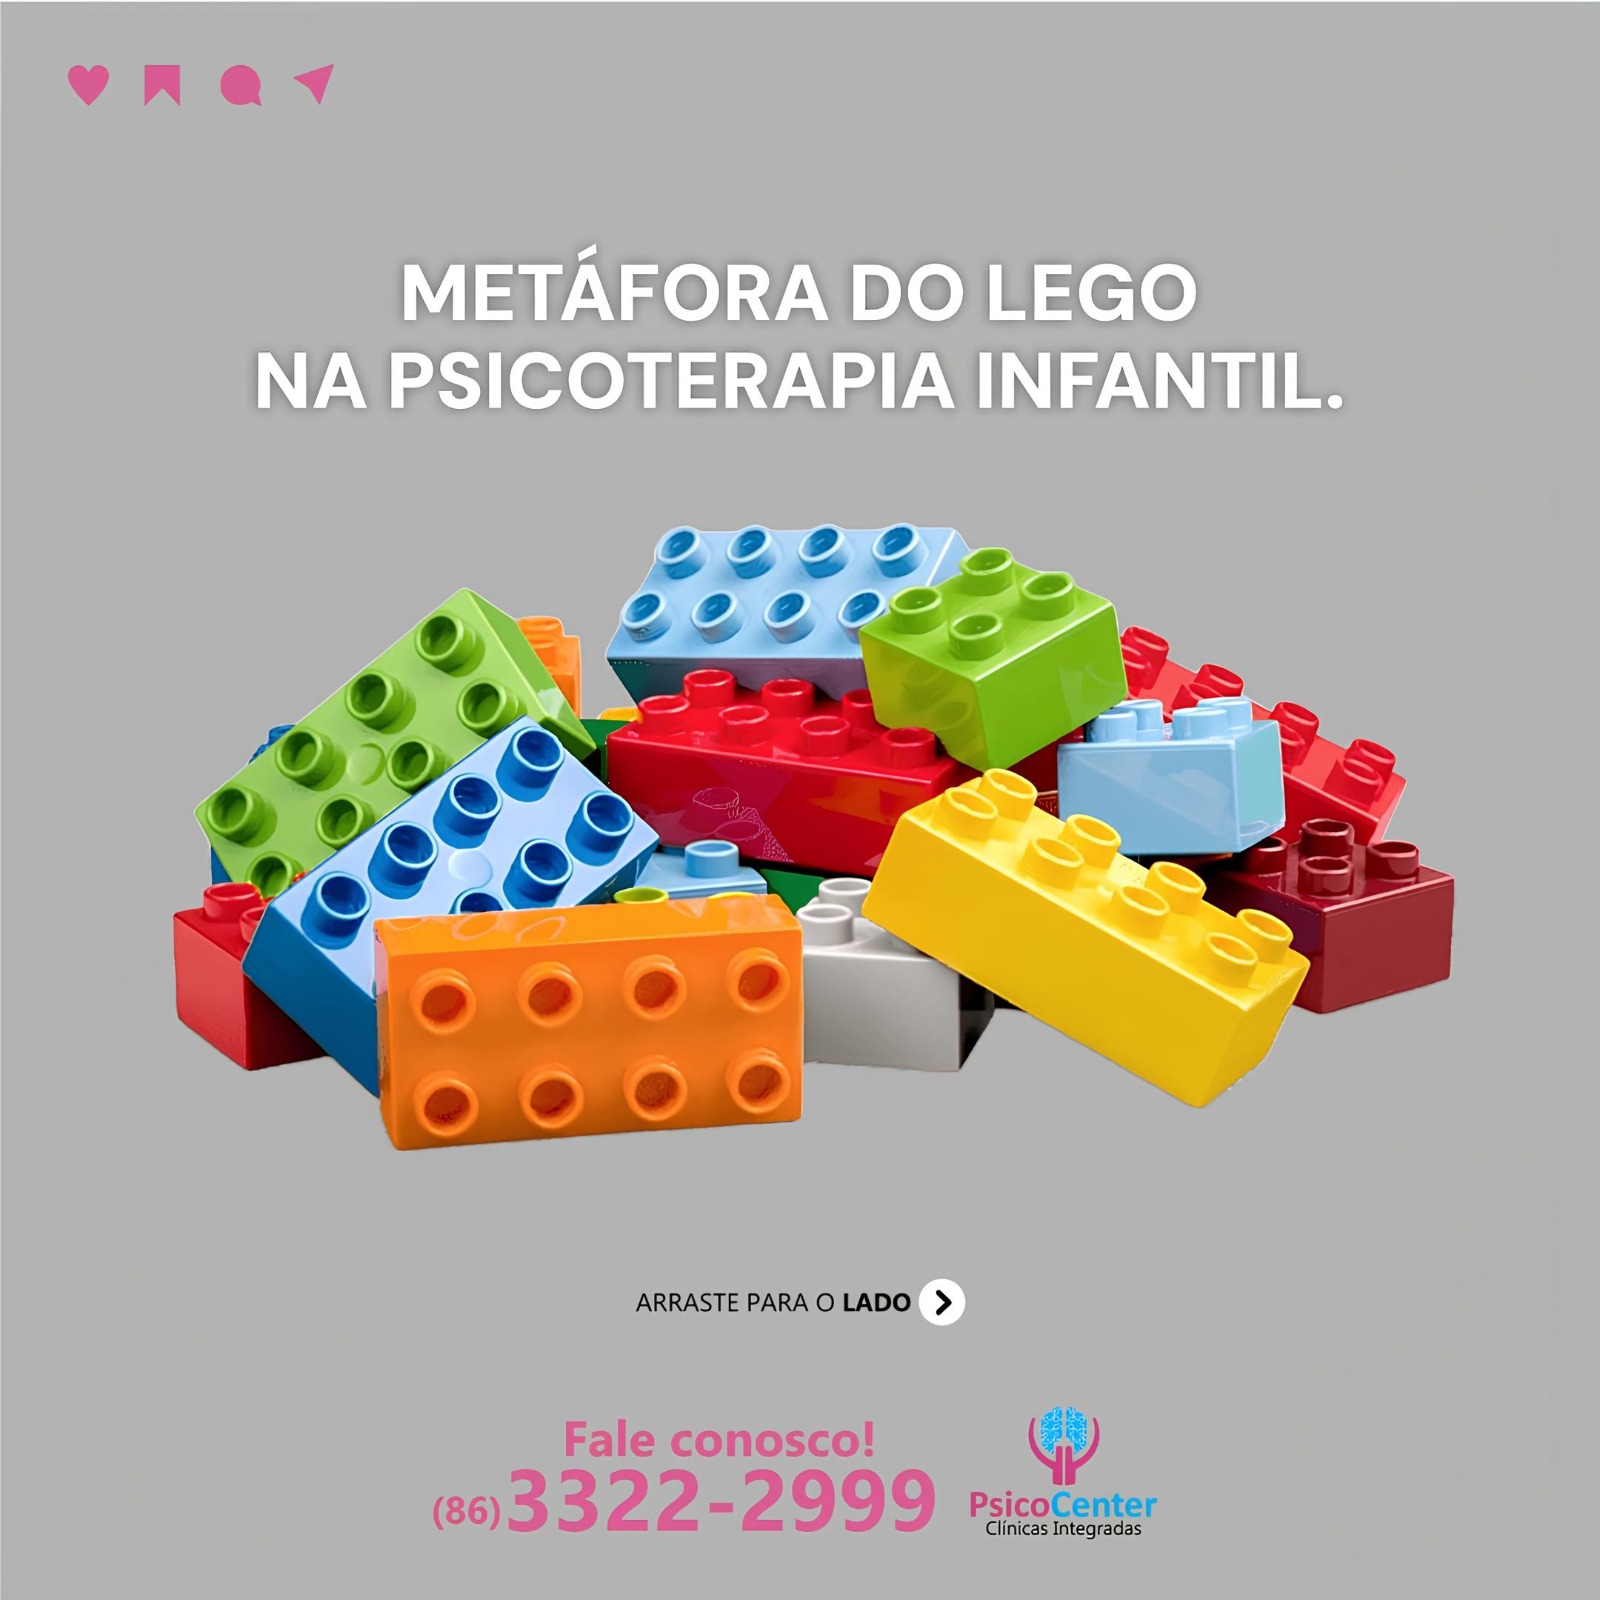 METÁFORA DO LEGO
NA PSICOTERAPIA INFANTIL.
ARRASTE PARA O LADO
Fale conosco!
(86) 3322-2999
PsicoCenter
Clínicas Integradas